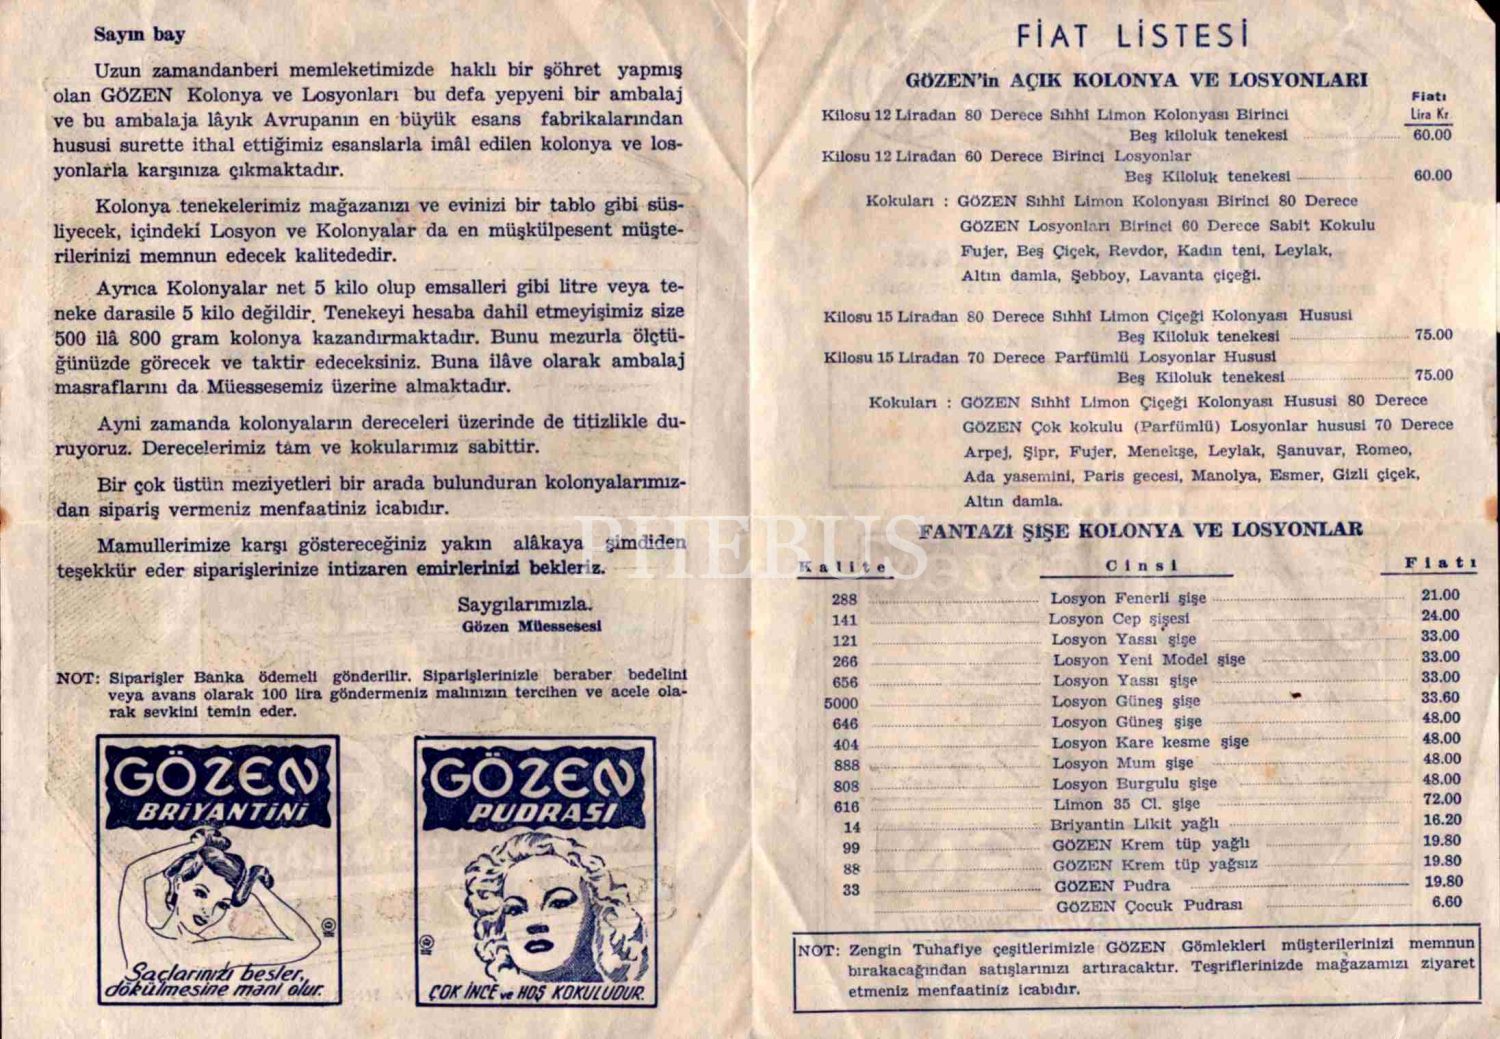 Sayın bay
Uzun zamandanberi memleketimizde haklı bir şöhret yapmış
olan GÖZEN Kolonya ve Losyonları bu defa yepyeni bir ambalaj
ve bu ambalaja lâyık Avrupanın en büyük esans fabrikalarından
hususi surette ithal ettiğimiz esanslarla imâl edilen kolonya ve los-
yonlarla karşınıza çıkmaktadır.
Kolonya tenekelerimiz mağazanızı ve evinizi bir tablo gibi süs-
liyecek, içindeki Losyon ve Kolonyalar da en müşkülpesent müşte-
rilerinizi memnun edecek kalitededir.
Ayrıca Kolonyalar net 5 kilo olup emsalleri gibi litre veya te-
neke darasile 5 kilo değildir. Tenekeyi hesaba dahil etmeyişimiz size
500 ilâ 800 gram kolonya kazandırmaktadır. Bunu mezurla ölçtü-
ğünüzde görecek ve taktir edeceksiniz. Buna ilâve olarak ambalaj
masraflarını da Müessesemiz üzerine almaktadır.
Ayni zamanda kolonyaların dereceleri üzerinde de titizlikle du-
ruyoruz. Derecelerimiz tam ve kokularımız sabittir.
Bir çok üstün meziyetleri bir arada bulunduran kolonyalarımız-
dan sipariş vermeniz menfaatiniz icabıdır.
Mamullerimize karşı göstereceğiniz yakın alâkaya şimdiden
teşekkür eder siparişlerinize intizaren emirlerinizi bekleriz.
Saygılarımızla.
Gözen Müessesesi
NOT: Siparişler Banka ödemeli gönderilir. Siparişlerinizle beraber bedelini
veya avans olarak 100 lira göndermeniz malınızın tercihen ve acele ola-
rak sevkini temin eder.
GÖZEN
BRİYANTİNİ
Saçlarınızı besler,
dökülmesine mani olur.
GÖZEN
PUDRASI
ÇOK İNCE ve HOŞ KOKULUDUR.
FİAT LİSTESİ
GÖZEN'in AÇIK KOLONYA VE LOSYONLARI
Fiatı
Lira Kr
Kilosu 12 Liradan 80 Derece Sıhhî Limon Kolonyası Birinci
Beş kiloluk tenekesi 60.00
Kilosu 12 Liradan 60 Derece Birinci Losyonlar
Beş Kiloluk tenekesi 60.00
Kokuları : GÖZEN Sıhhî Limon Kolonyası Birinci 80 Derece
GÖZEN Losyonları Birinci 60 Derece Sabit Kokulu
Fujer, Beş Çiçek, Revdor, Kadın teni, Leylak,
Altın damla, Şebboy, Lavanta çiçeği.
Kilosu 15 Liradan 80 Derece Sıhhî Limon Çiçeği Kolonyası Hususi
Beş Kiloluk tenekesi 75.00
Kilosu 15 Liradan 70 Derece Parfümlü Losyonlar Hususi
Beş Kiloluk tenekesi 75.00
Kokuları : GÖZEN Sıhhî Limon Çiçeği Kolonyası Hususi 80 Derece
GÖZEN Çok kokulu (Parfümlü) Losyonlar hususi 70 Derece
Arpej, Şipr, Fujer, Menekşe, Leylak, Şanuvar, Romeo,
Ada yasemini, Paris gecesi, Manolya, Esmer, Gizli çiçek,
Altın damla.
PHEBUS
FANTAZİ ŞİŞE KOLONYA VE LOSYONLAR
Kalite Cinsi Fiatı
288 Losyon Fenerli şişe 21.00
141 Losyon Cep şişesi 24.00
121 Losyon Yassı şişe 33.00
266 Losyon Yeni Model şişe 33.00
656 Losyon Yassı şişe 33.00
5000 Losyon Güneş şişe 33.60
646 Losyon Güneş şişe 48.00
404 Losyon Kare kesme şişe 48.00
888 Losyon Mum şişe 48.00
808 Losyon Burgulu şişe 48.00
616 Limon 35 Cl. şişe 72.00
14 Briyantin Likit yağlı 16.20
99 GÖZEN Krem tüp yağlı 19.80
88 GÖZEN Krem tüp yağsız 19.80
33 GÖZEN Pudra 19.80
GÖZEN Çocuk Pudrası 6.60
NOT: Zengin Tuhafiye çeşitlerimizle GÖZEN Gömlekleri müşterilerinizi memnun
bırakacağından satışlarınızı artıracaktır. Teşriflerinizde mağazamızı ziyaret
etmeniz menfaatiniz icabıdır.